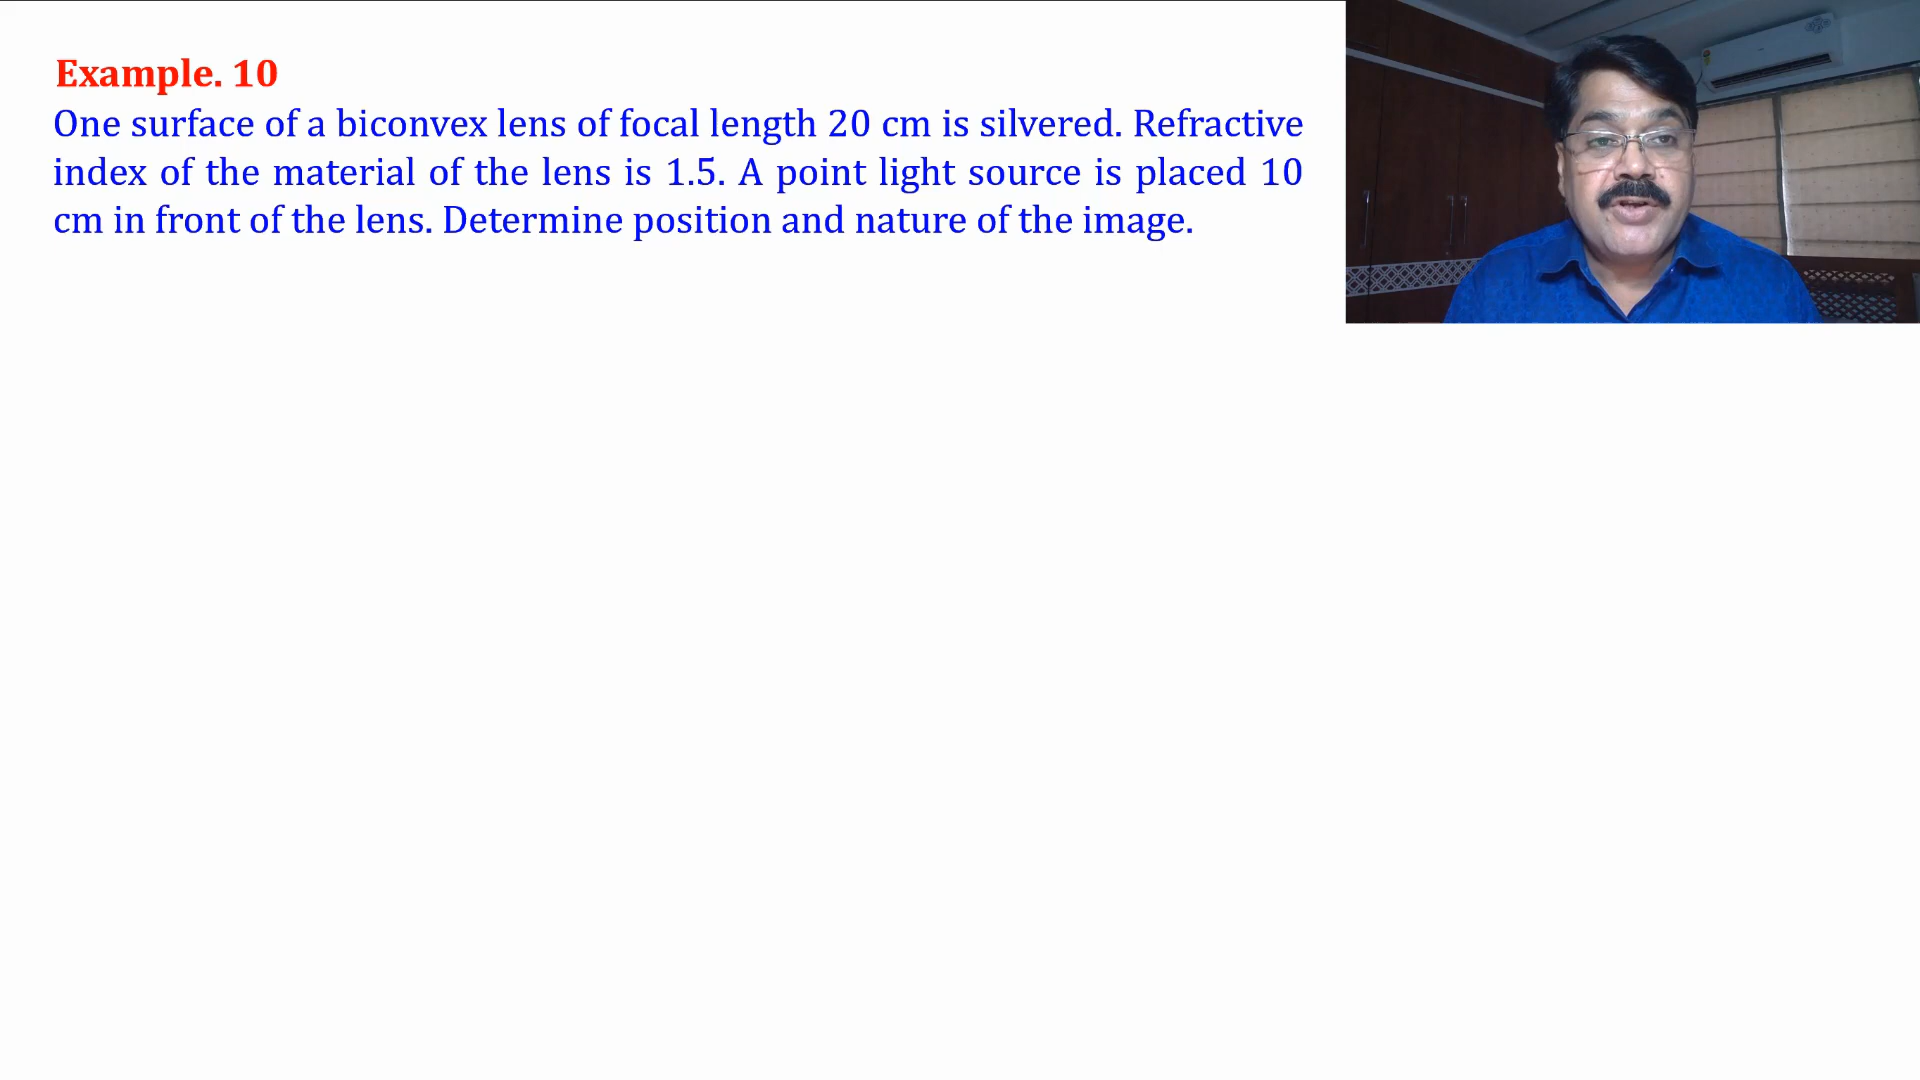 Example. 10
One surface of a biconvex lens of focal length 20 cm is silvered. Refractive
index of the material of the lens is 1.5. A point light source is placed 10
cm in front of the lens. Determine position and nature of the image.